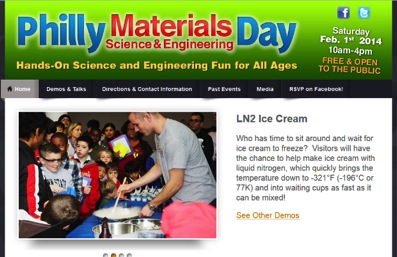 Philly Materials Day
Science & Engineering
Hands-On Science and Engineering Fun for All Ages
Saturday
Feb. 1st 2014
10am-4pm
FREE & OPEN
TO THE PUBLIC
Home Demos & Talks Directions & Contact Information Past Events Media RSVP on Facebook!
LN2 Ice Cream
Who has time to sit around and wait for
ice cream to freeze? Visitors will have
the chance to help make ice cream with
liquid nitrogen, which quickly brings the
temperature down to -321°F (-196°C or
77K) and into waiting cups as fast as it
can be mixed!
See Other Demos